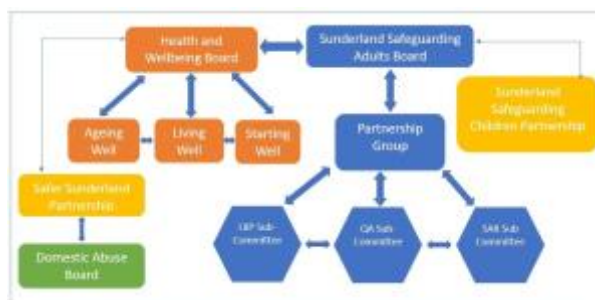 Health and
Wellbeing Board
Sunderland Safeguarding
Adults Board
Sunderland
Safeguarding
Children Partnership
Ageing
Well
Living
Well
Starting
Well
Partnership
Group
Safer Sunderland
Partnership
Domestic Abuse
Board
Sub-
Committee
QA Sub
Committee
SAR Sub
Committee